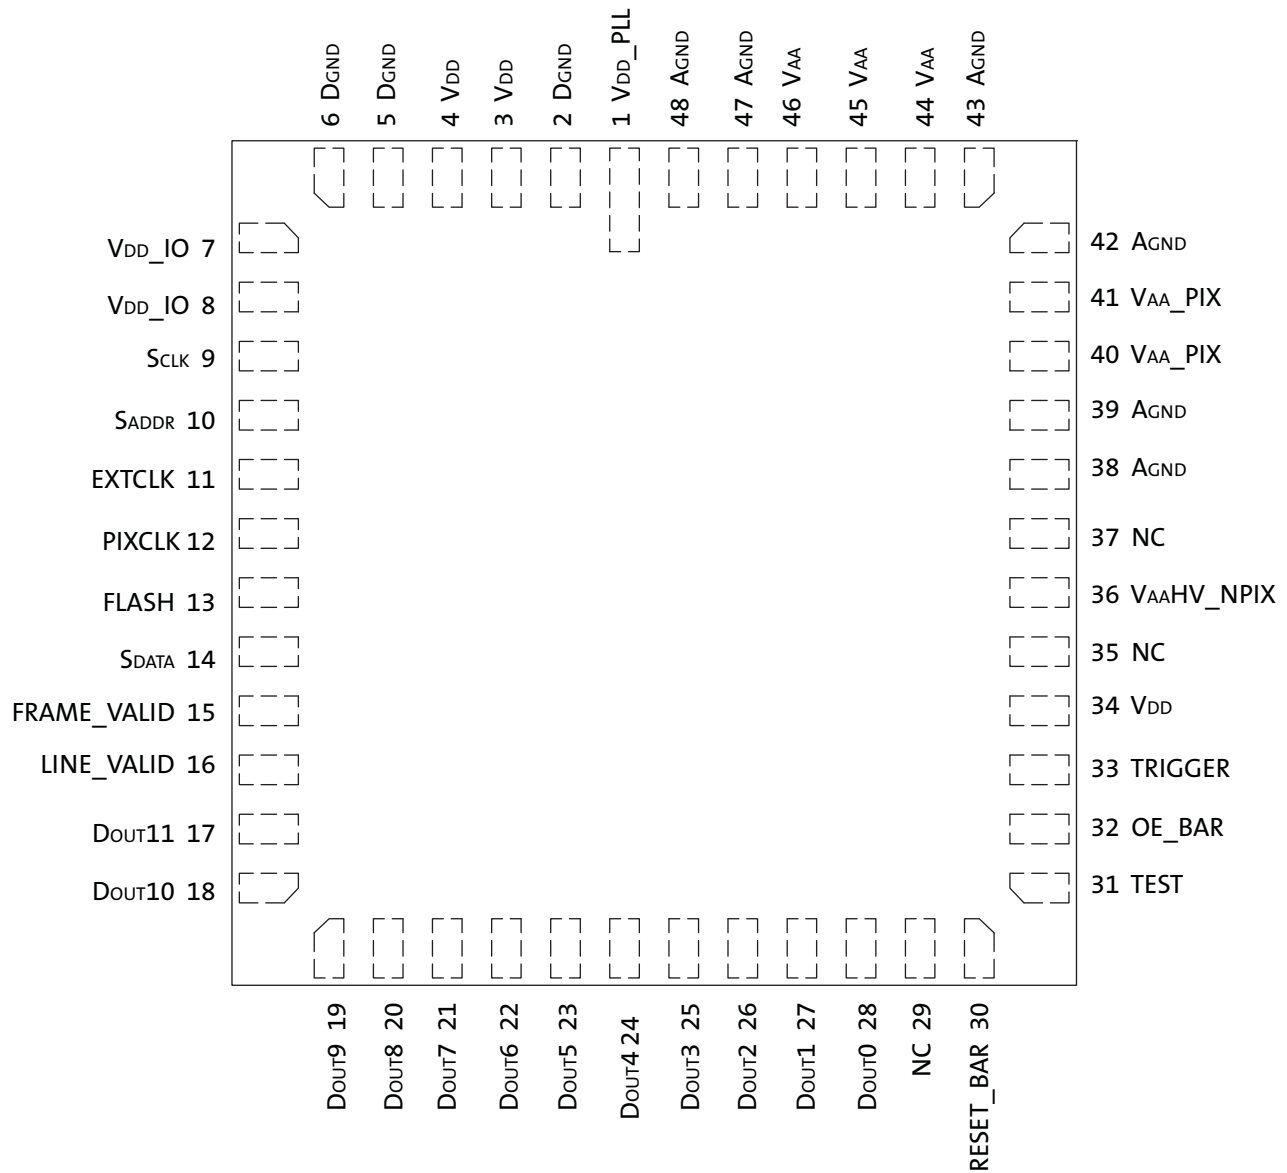 6 DGND
5 DGND
4 VDD
3 VDD
2 DGND
1 VDD_PLL
48 AGND
47 AGND
46 VAA
45 VAA
44 VAA
43 AGND
VDD_IO 7
VDD_IO 8
SCLK 9
SADDR 10
EXTCLK 11
PIXCLK 12
FLASH 13
SDATA 14
FRAME_VALID 15
LINE_VALID 16
DOUT11 17
DOUT10 18
42 AGND
41 VAA_PIX
40 VAA_PIX
39 AGND
38 AGND
37 NC
36 VAAHV_NPIX
35 NC
34 VDD
33 TRIGGER
32 OE_BAR
31 TEST
DOUT9 19
DOUT8 20
DOUT7 21
DOUT6 22
DOUT5 23
DOUT4 24
DOUT3 25
DOUT2 26
DOUT1 27
DOUT0 28
NC 29
RESET_BAR 30